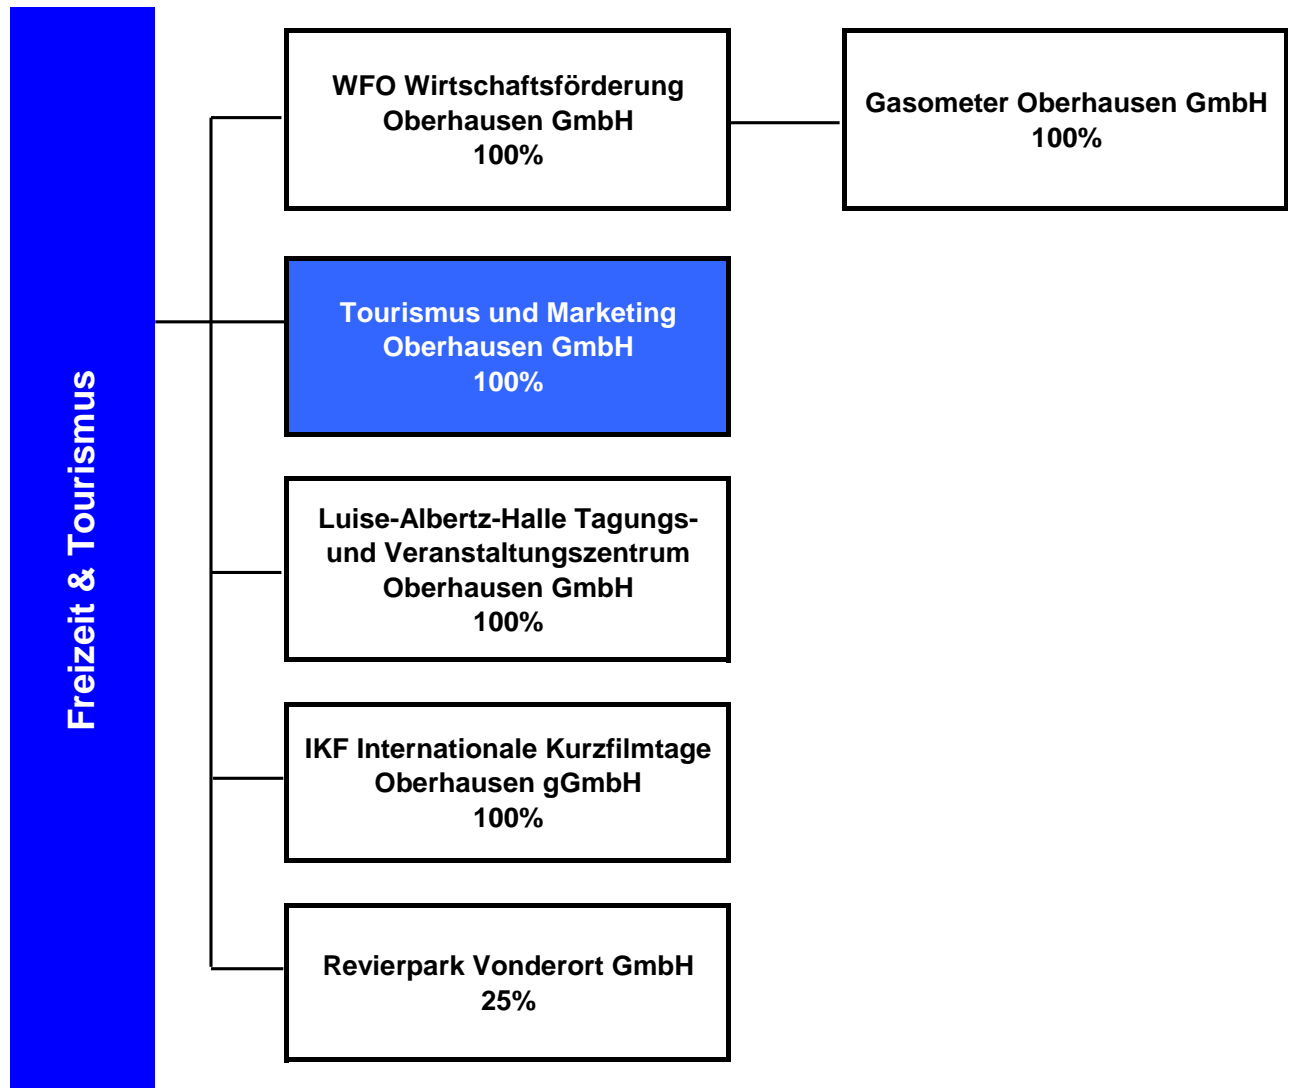 Freizeit & Tourismus
WFO Wirtschaftsförderung
Oberhausen GmbH
100%
Gasometer Oberhausen GmbH
100%
Tourismus und Marketing
Oberhausen GmbH
100%
Luise-Albertz-Halle Tagungs-
und Veranstaltungszentrum
Oberhausen GmbH
100%
IKF Internationale Kurzfilmtage
Oberhausen gGmbH
100%
Revierpark Vonderort GmbH
25%